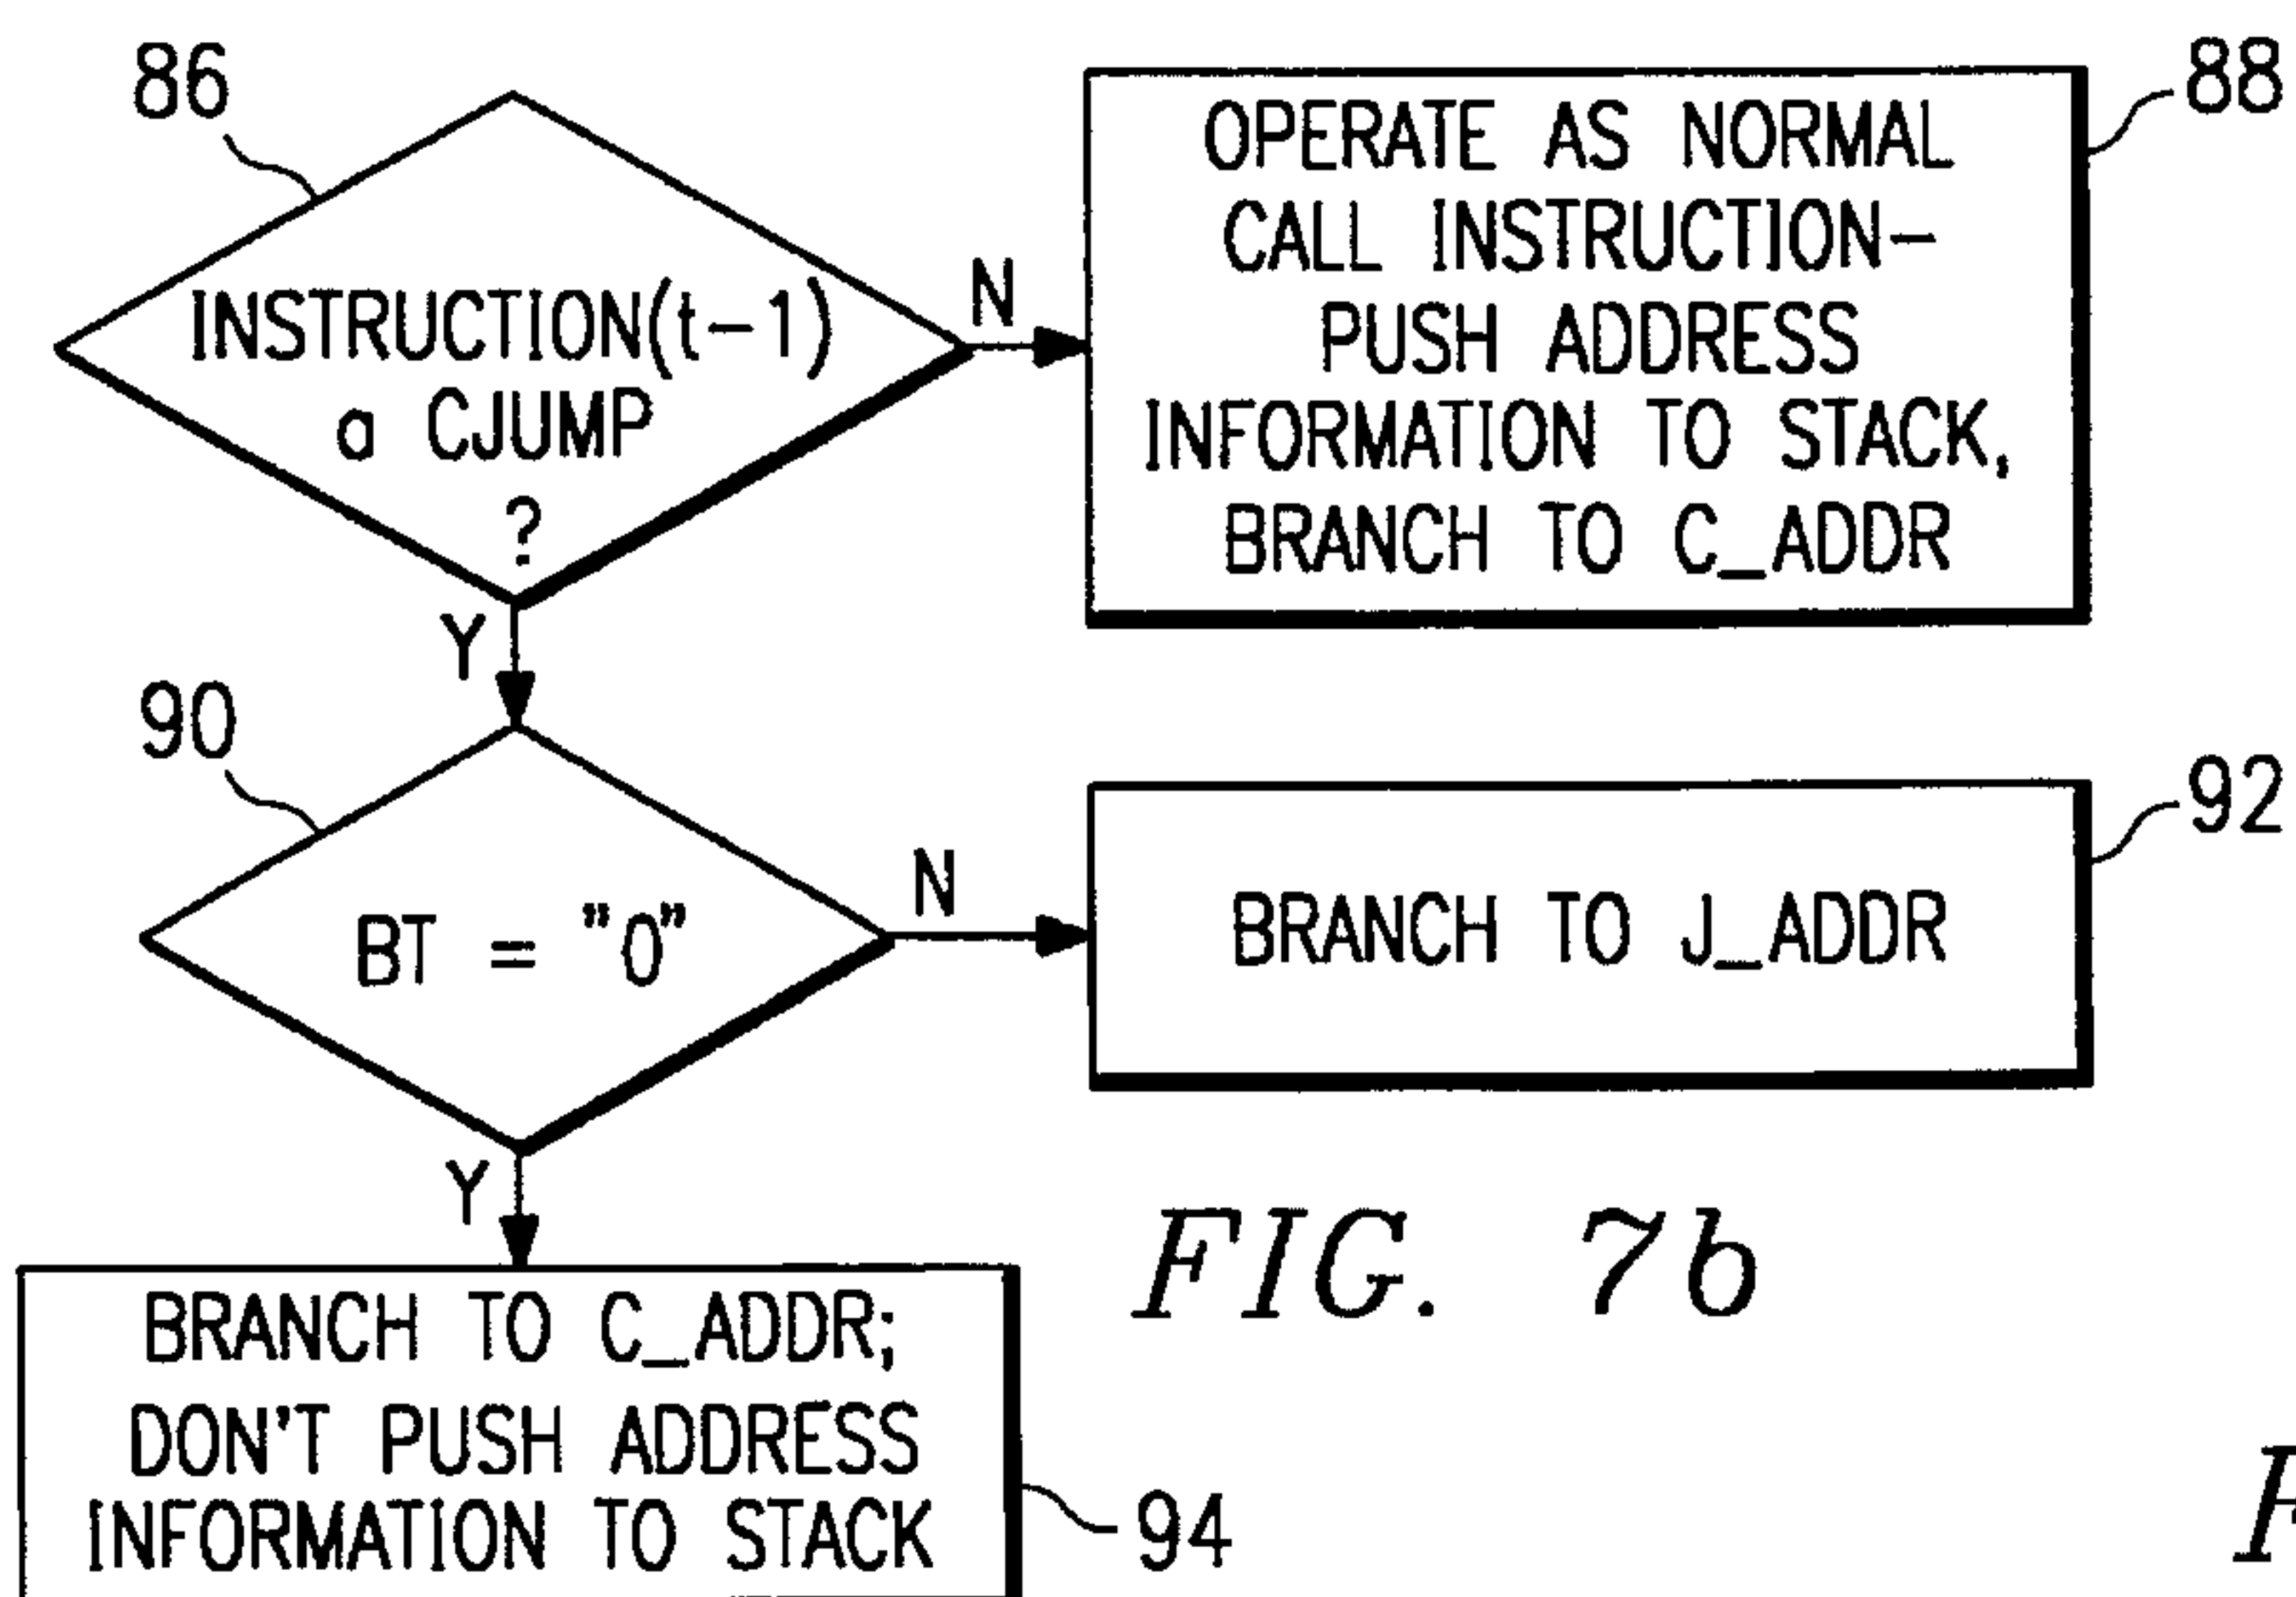 86
INSTRUCTION(t-1)
a CJUMP
?
N
OPERATE AS NORMAL
CALL INSTRUCTION-
PUSH ADDRESS
INFORMATION TO STACK,
BRANCH TO C_ADDR
88
Y
90
BT = "0"
N
BRANCH TO J_ADDR
92
Y
BRANCH TO C_ADDR;
DON'T PUSH ADDRESS
INFORMATION TO STACK
94
FIG. 7b